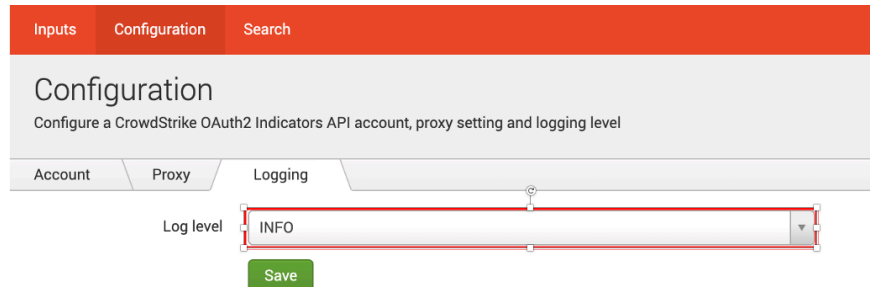 Inputs Configuration Search
Configuration
Configure a CrowdStrike OAuth2 Indicators API account, proxy setting and logging level
Account Proxy Logging
Log level INFO
Save